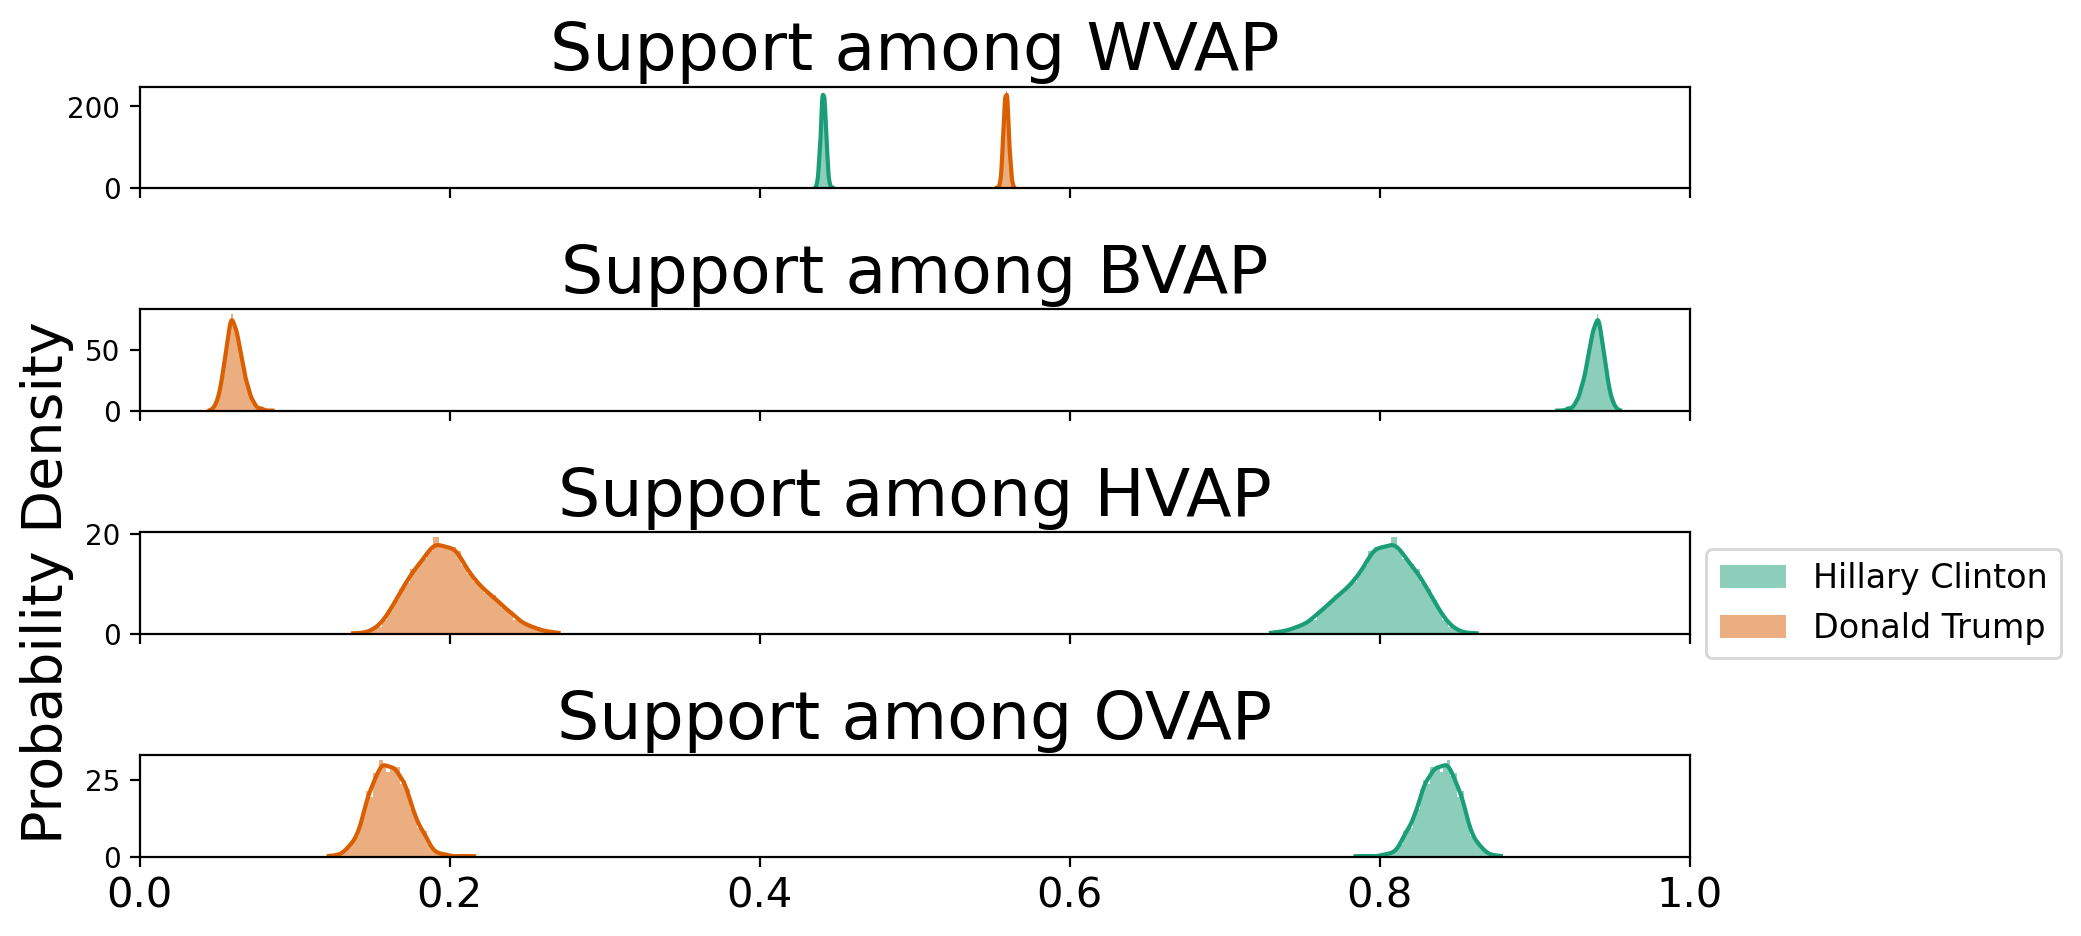 Support among WVAP
200
0
Support among BVAP
50
0
Support among HVAP
20
0
Support among OVAP
25
0
0.0 0.2 0.4 0.6 0.8 1.0
Probability Density
Hillary Clinton
Donald Trump